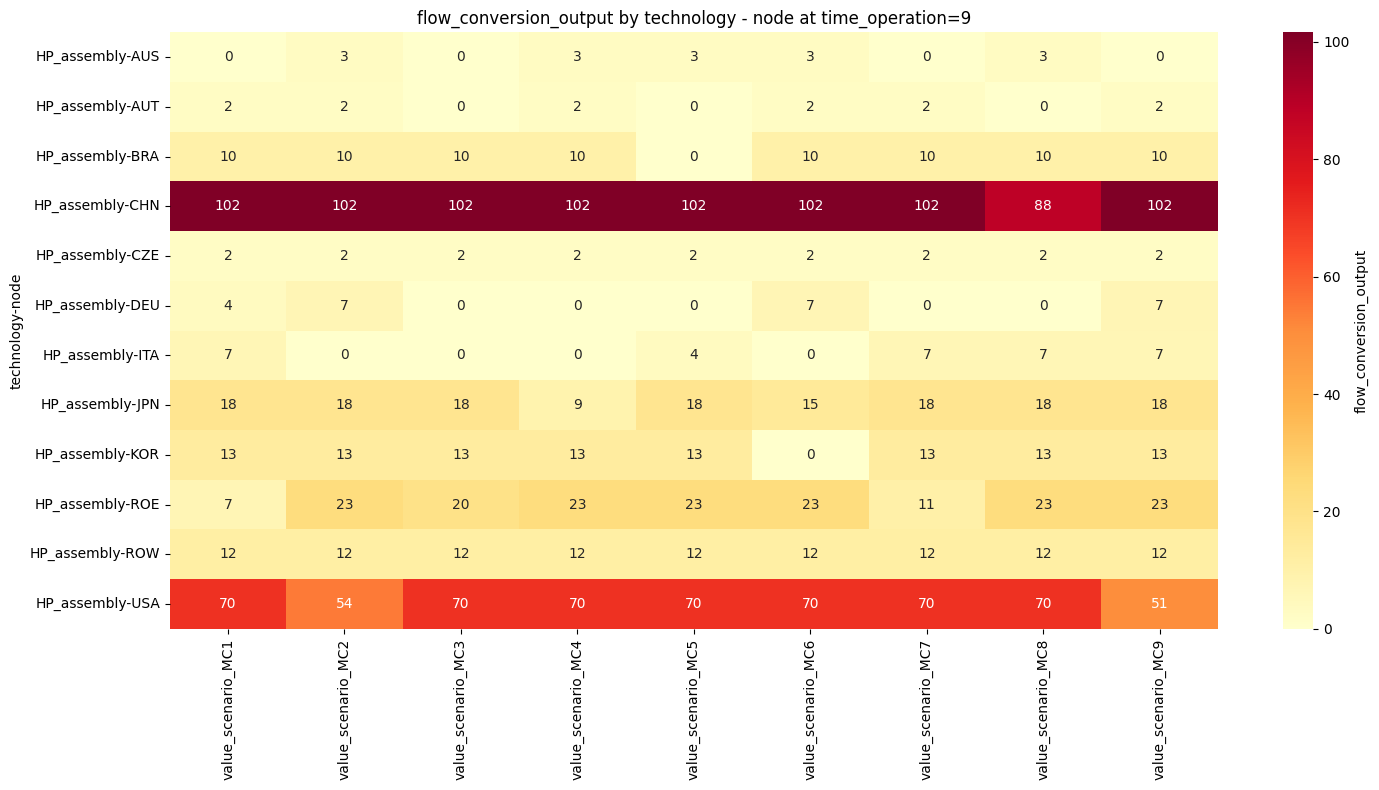 flow_conversion_output by technology - node at time_operation=9
technology-node
HP_assembly-AUS 0 3 0 3 3 3 0 3 0
HP_assembly-AUT 2 2 0 2 0 2 2 0 2
HP_assembly-BRA 10 10 10 10 0 10 10 10 10
HP_assembly-CHN 102 102 102 102 102 102 102 88 102
HP_assembly-CZE 2 2 2 2 2 2 2 2 2
HP_assembly-DEU 4 7 0 0 0 7 0 0 7
HP_assembly-ITA 7 0 0 0 4 0 7 7 7
HP_assembly-JPN 18 18 18 9 18 15 18 18 18
HP_assembly-KOR 13 13 13 13 13 0 13 13 13
HP_assembly-ROE 7 23 20 23 23 23 11 23 23
HP_assembly-ROW 12 12 12 12 12 12 12 12 12
HP_assembly-USA 70 54 70 70 70 70 70 70 51
value_scenario_MC1
value_scenario_MC2
value_scenario_MC3
value_scenario_MC4
value_scenario_MC5
value_scenario_MC6
value_scenario_MC7
value_scenario_MC8
value_scenario_MC9
100
80
60
40
20
0
flow_conversion_output